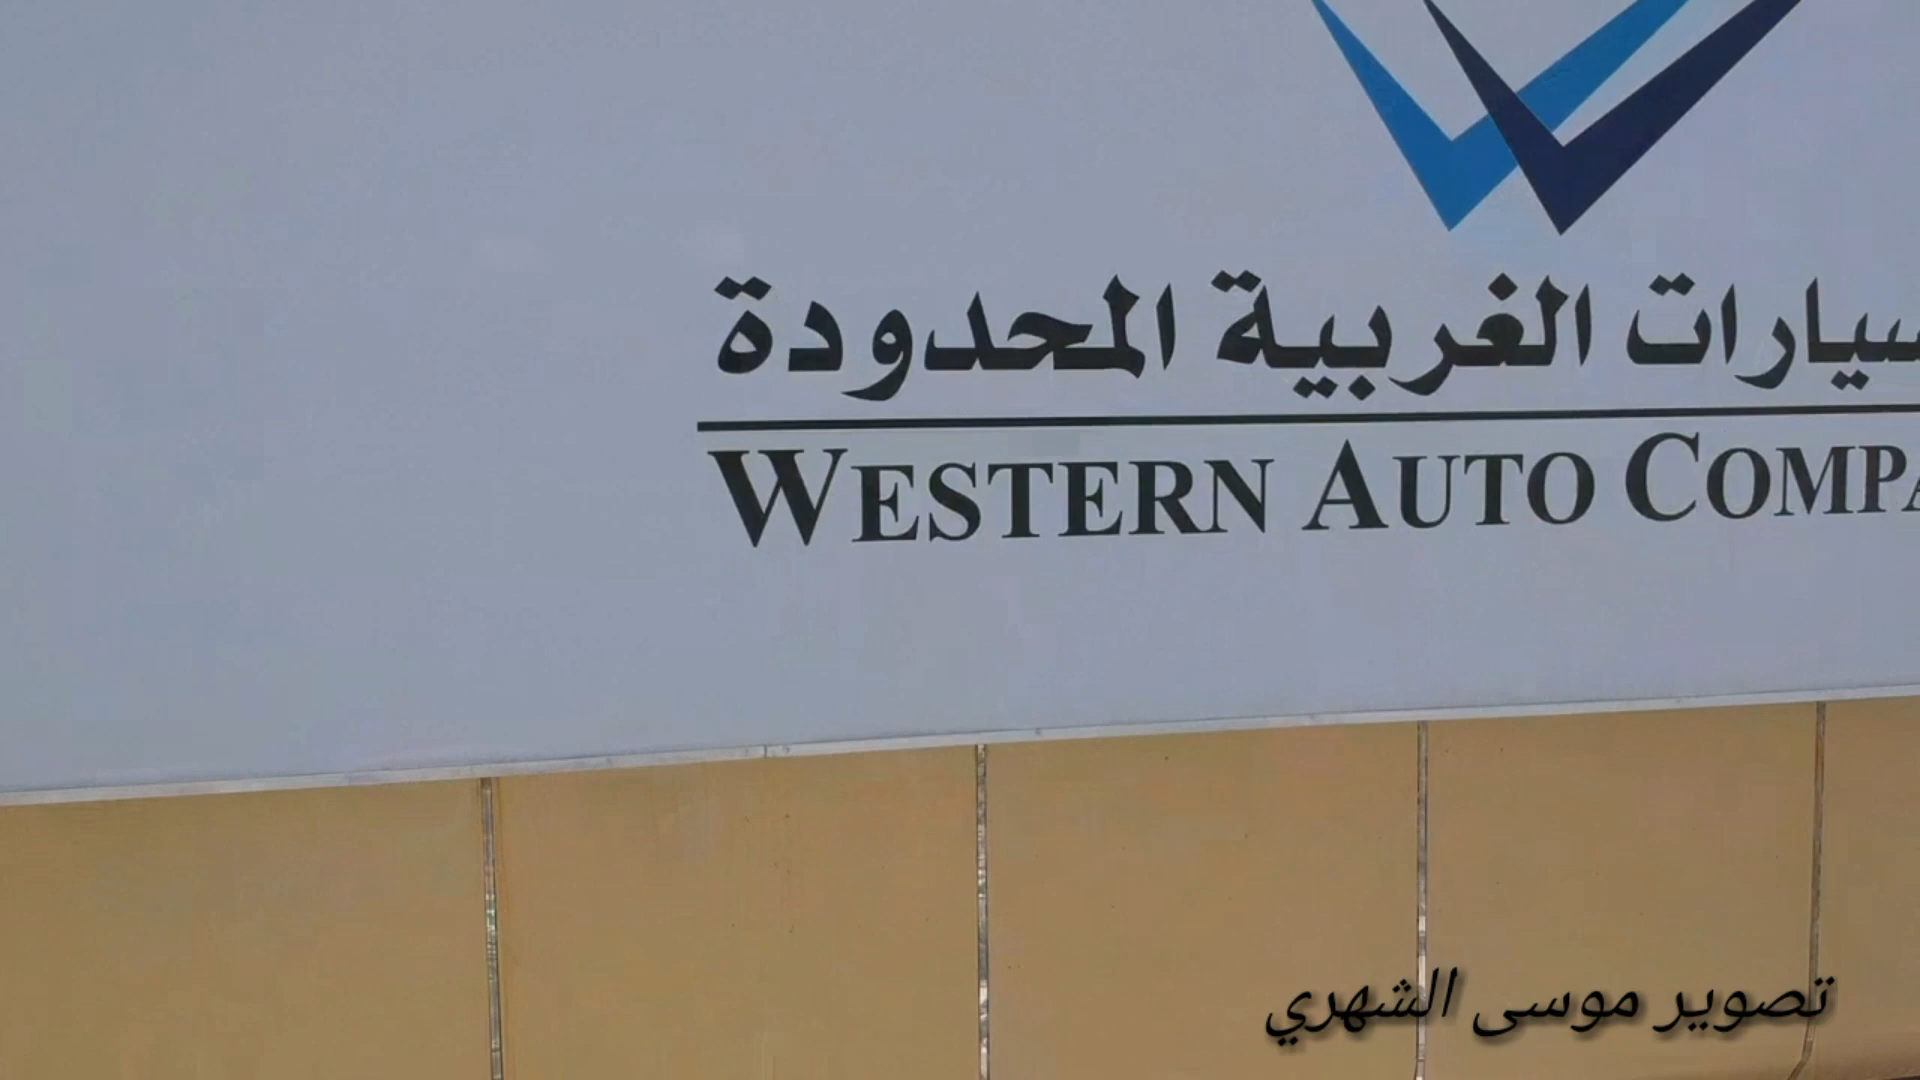 سيارات الغربية المحدودة
WESTERN AUTO COMPA
تصوير موسى الشهري